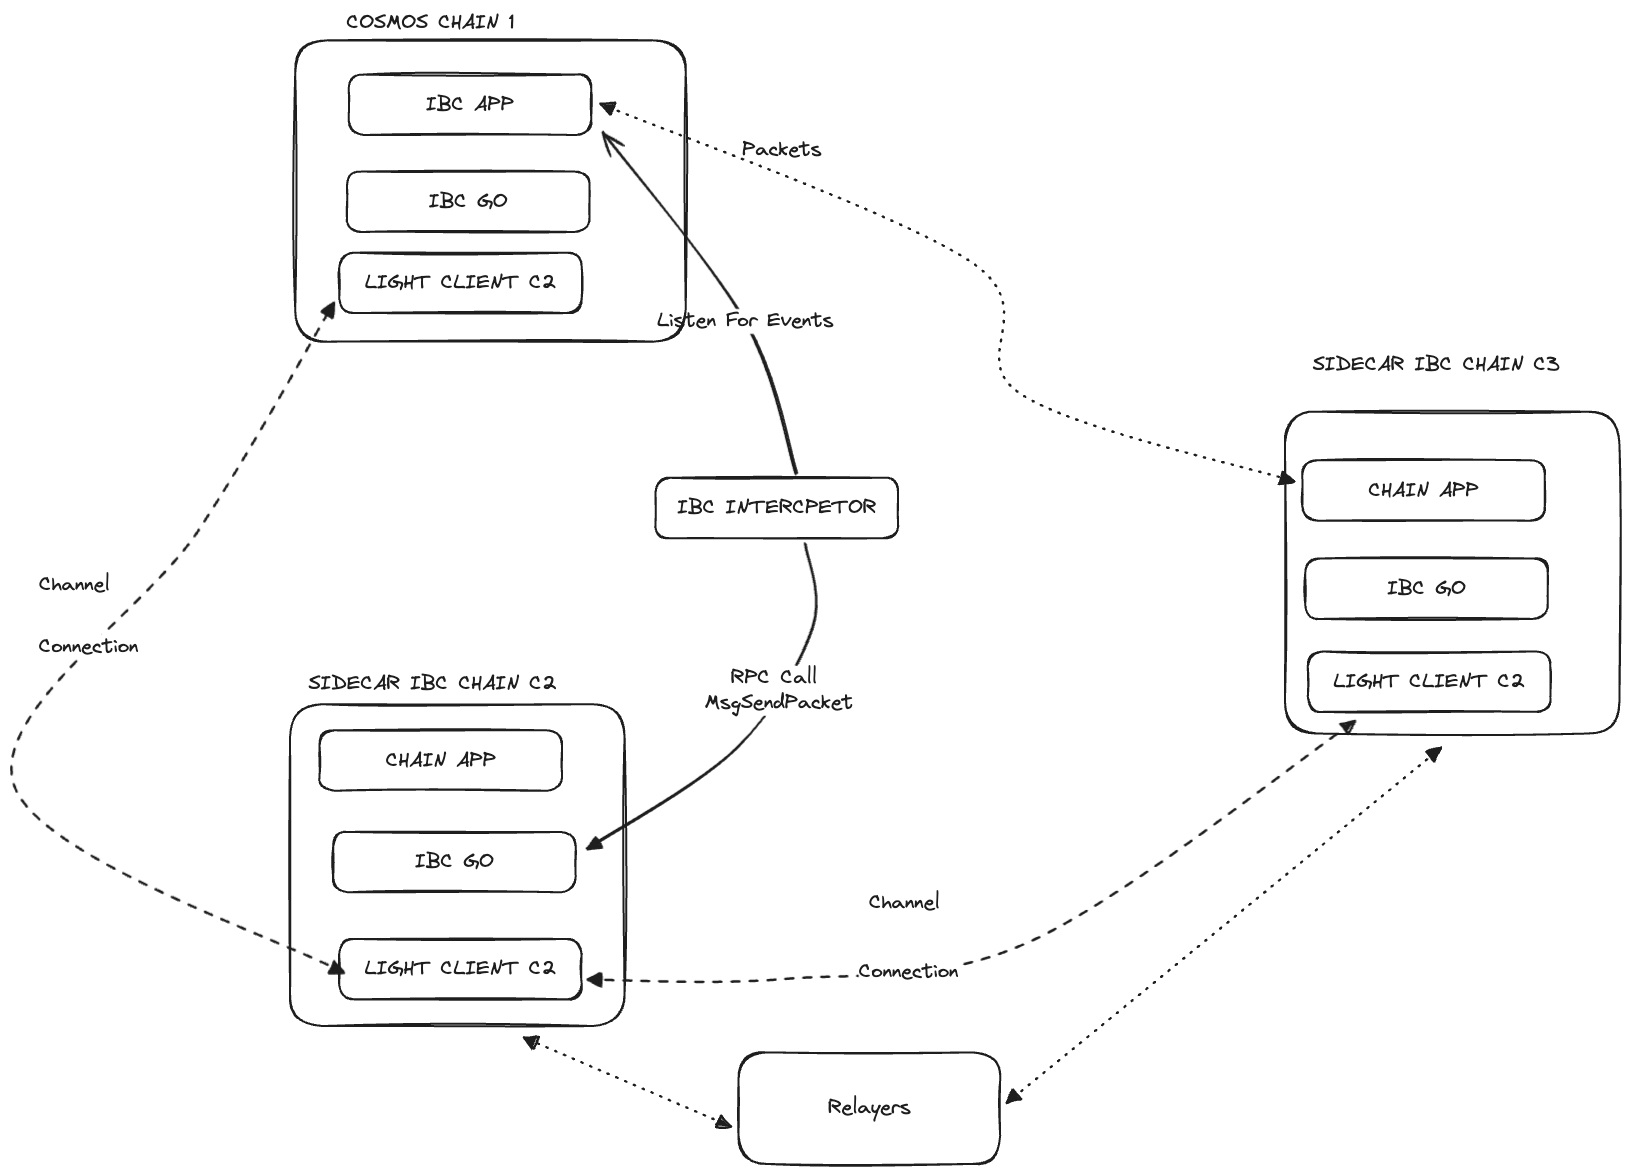 COSMOS CHAIN 1
IBC APP
IBC GO
LIGHT CLIENT C2
Packets
Listen For Events
SIDECAR IBC CHAIN C3
CHAIN APP
IBC GO
LIGHT CLIENT C2
IBC INTERCPETOR
Channel
Connection
RPC Call
MsgSendPacket
SIDECAR IBC CHAIN C2
CHAIN APP
IBC GO
LIGHT CLIENT C2
Channel
Connection
Relayers